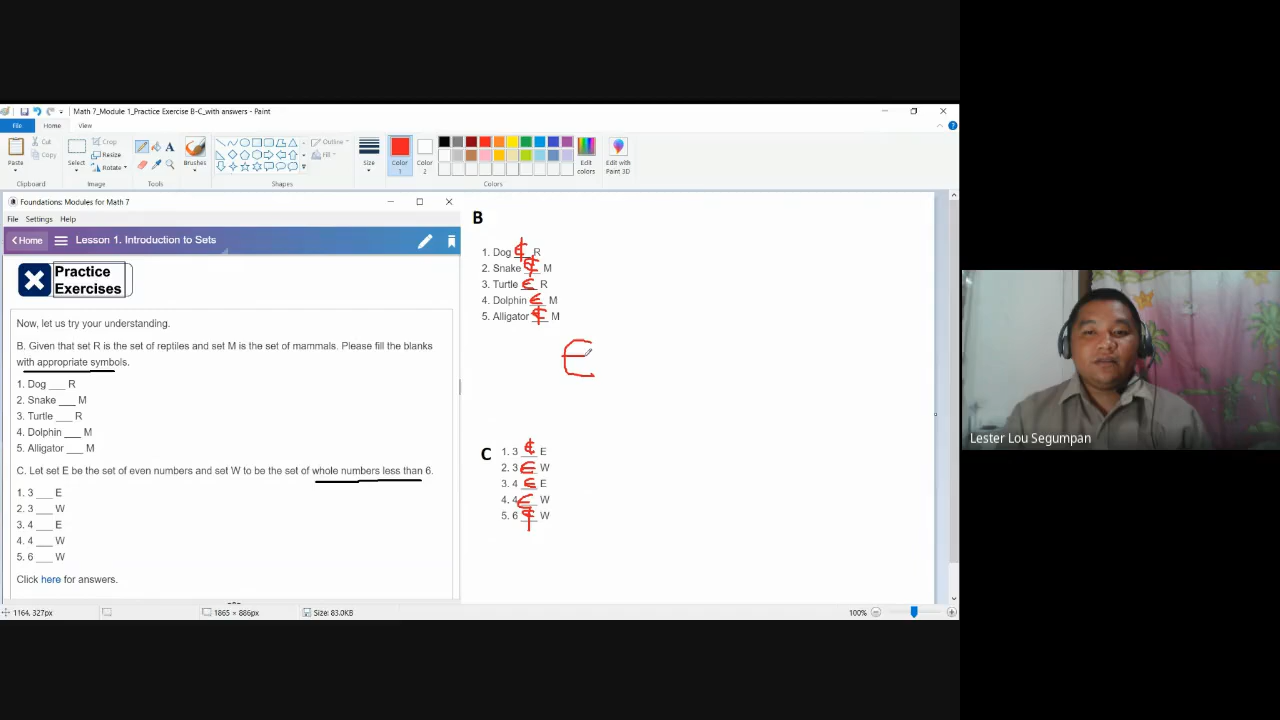 Math 7_Module 1_Practice Exercise B-C_with answers - Paint
File Home View
Paste Cut Copy Select Crop Resize Rotate Brushes Outline Fill Size Color 1 Color 2 Edit colors Edit with Paint 3D
Clipboard Image Tools Shapes Colors
Foundations: Modules for Math 7
File Settings Help
Home Lesson 1. Introduction to Sets
Practice
Exercises
Now, let us try your understanding.
B. Given that set R is the set of reptiles and set M is the set of mammals. Please fill the blanks
with appropriate symbols.
1. Dog ___ R
2. Snake ___ M
3. Turtle ___ R
4. Dolphin ___ M
5. Alligator ___ M
C. Let set E be the set of even numbers and set W to be the set of whole numbers less than 6.
1. 3 ___ E
2. 3 ___ W
3. 4 ___ E
4. 4 ___ W
5. 6 ___ W
Click here for answers.
B
1. Dog ∉ R
2. Snake ∉ M
3. Turtle ∈ R
4. Dolphin ∈ M
5. Alligator ∉ M
∈
C
1. 3 ∉ E
2. 3 ∈ W
3. 4 ∈ E
4. 4 ∈ W
5. 6 ∉ W
1164, 327px 1865 × 886px Size: 83.0KB 100%
Lester Lou Segumpan